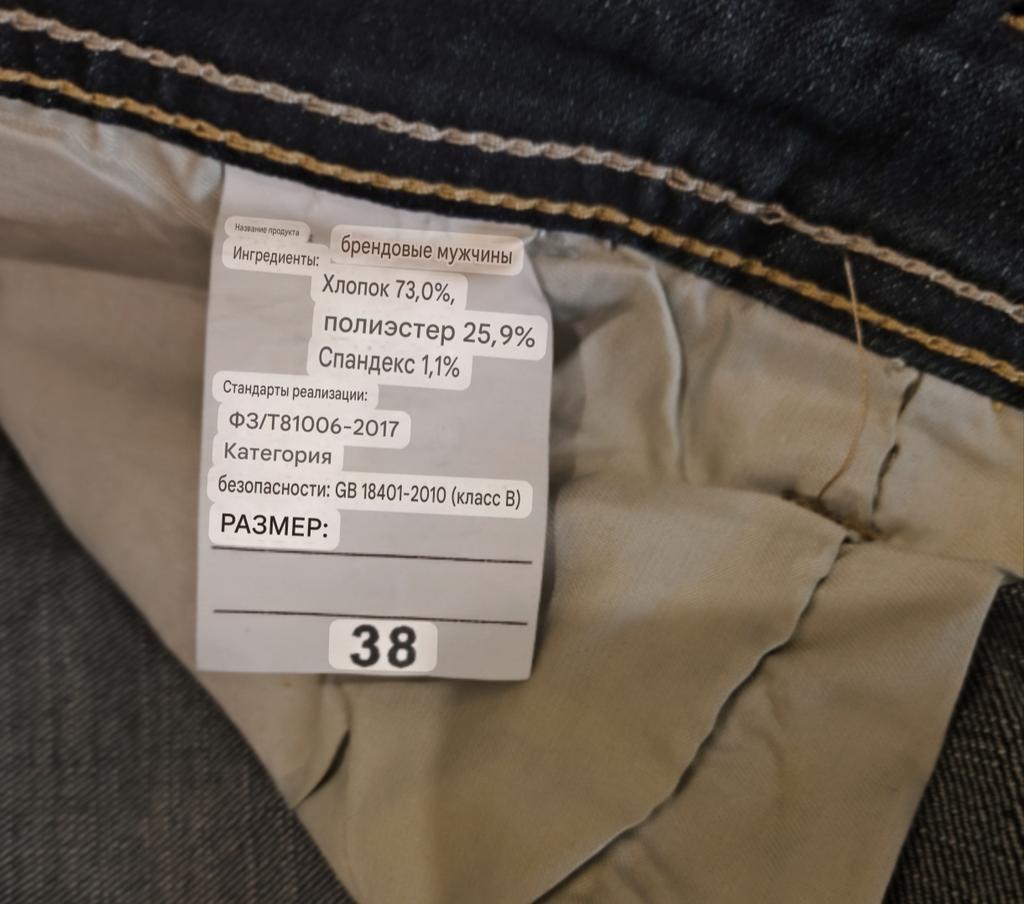 Название продукта
брендовые мужчины
Ингредиенты:
Хлопок 73,0%,
полиэстер 25,9%
Спандекс 1,1%
Стандарты реализации:
ФЗ/Т81006-2017
Категория
безопасности: GB 18401-2010 (класс B)
РАЗМЕР:
38